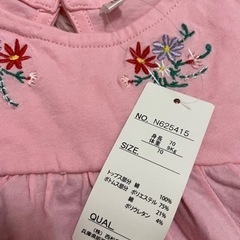 NO. N625415
SIZE.
身長 70
体重 9Kg
70
トップス部分 綿 100%
ボトムス部分 ポリエステル 75%
綿 21%
ポリウレタン 4%
QUAL